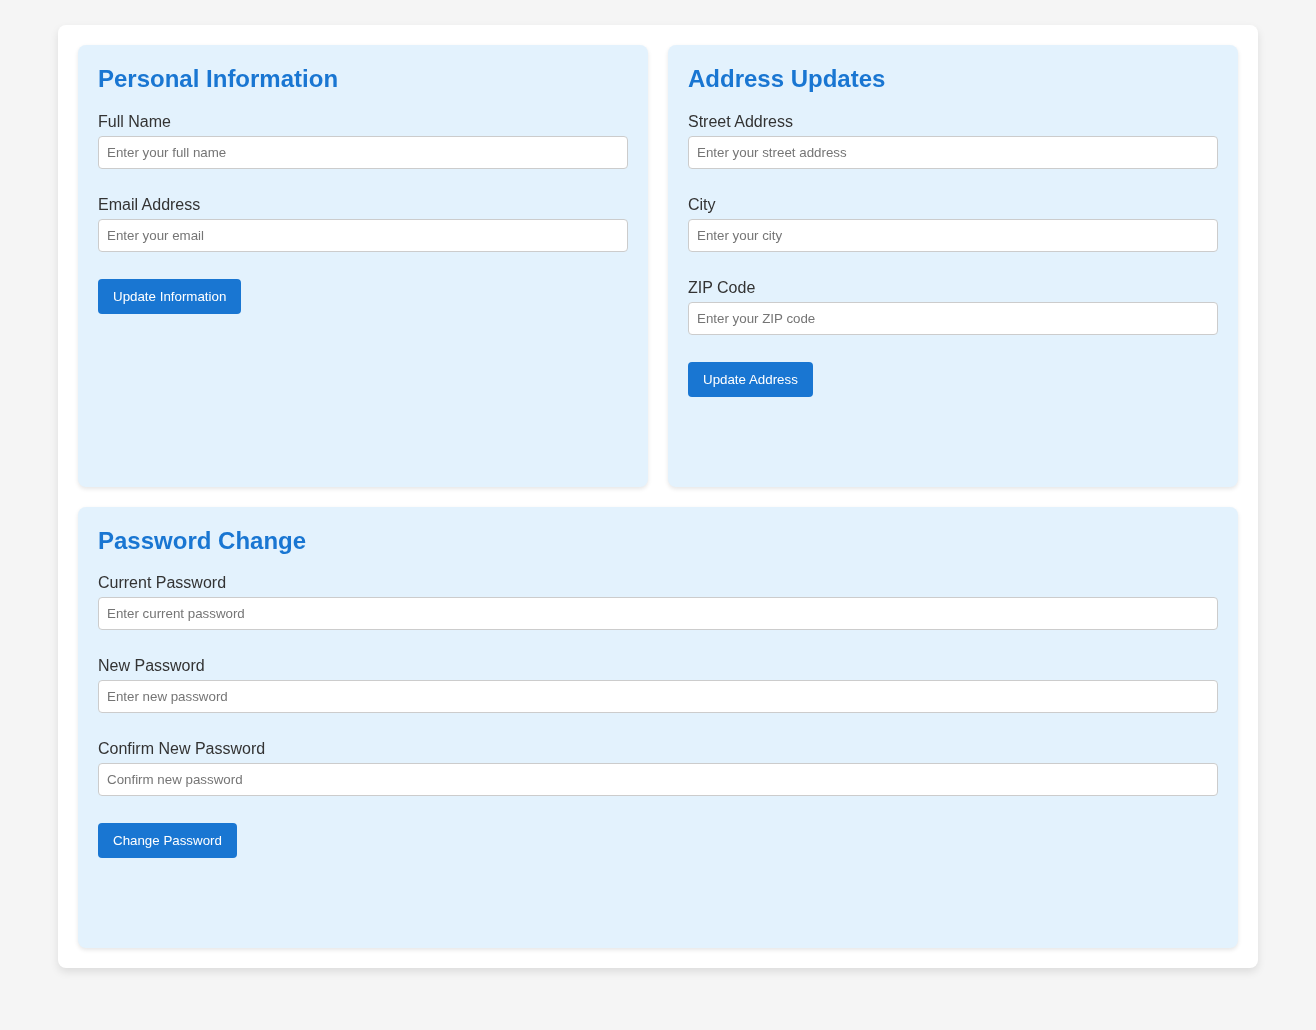 Personal Information
Full Name
Enter your full name
Email Address
Enter your email
Update Information
Address Updates
Street Address
Enter your street address
City
Enter your city
ZIP Code
Enter your ZIP code
Update Address
Password Change
Current Password
Enter current password
New Password
Enter new password
Confirm New Password
Confirm new password
Change Password